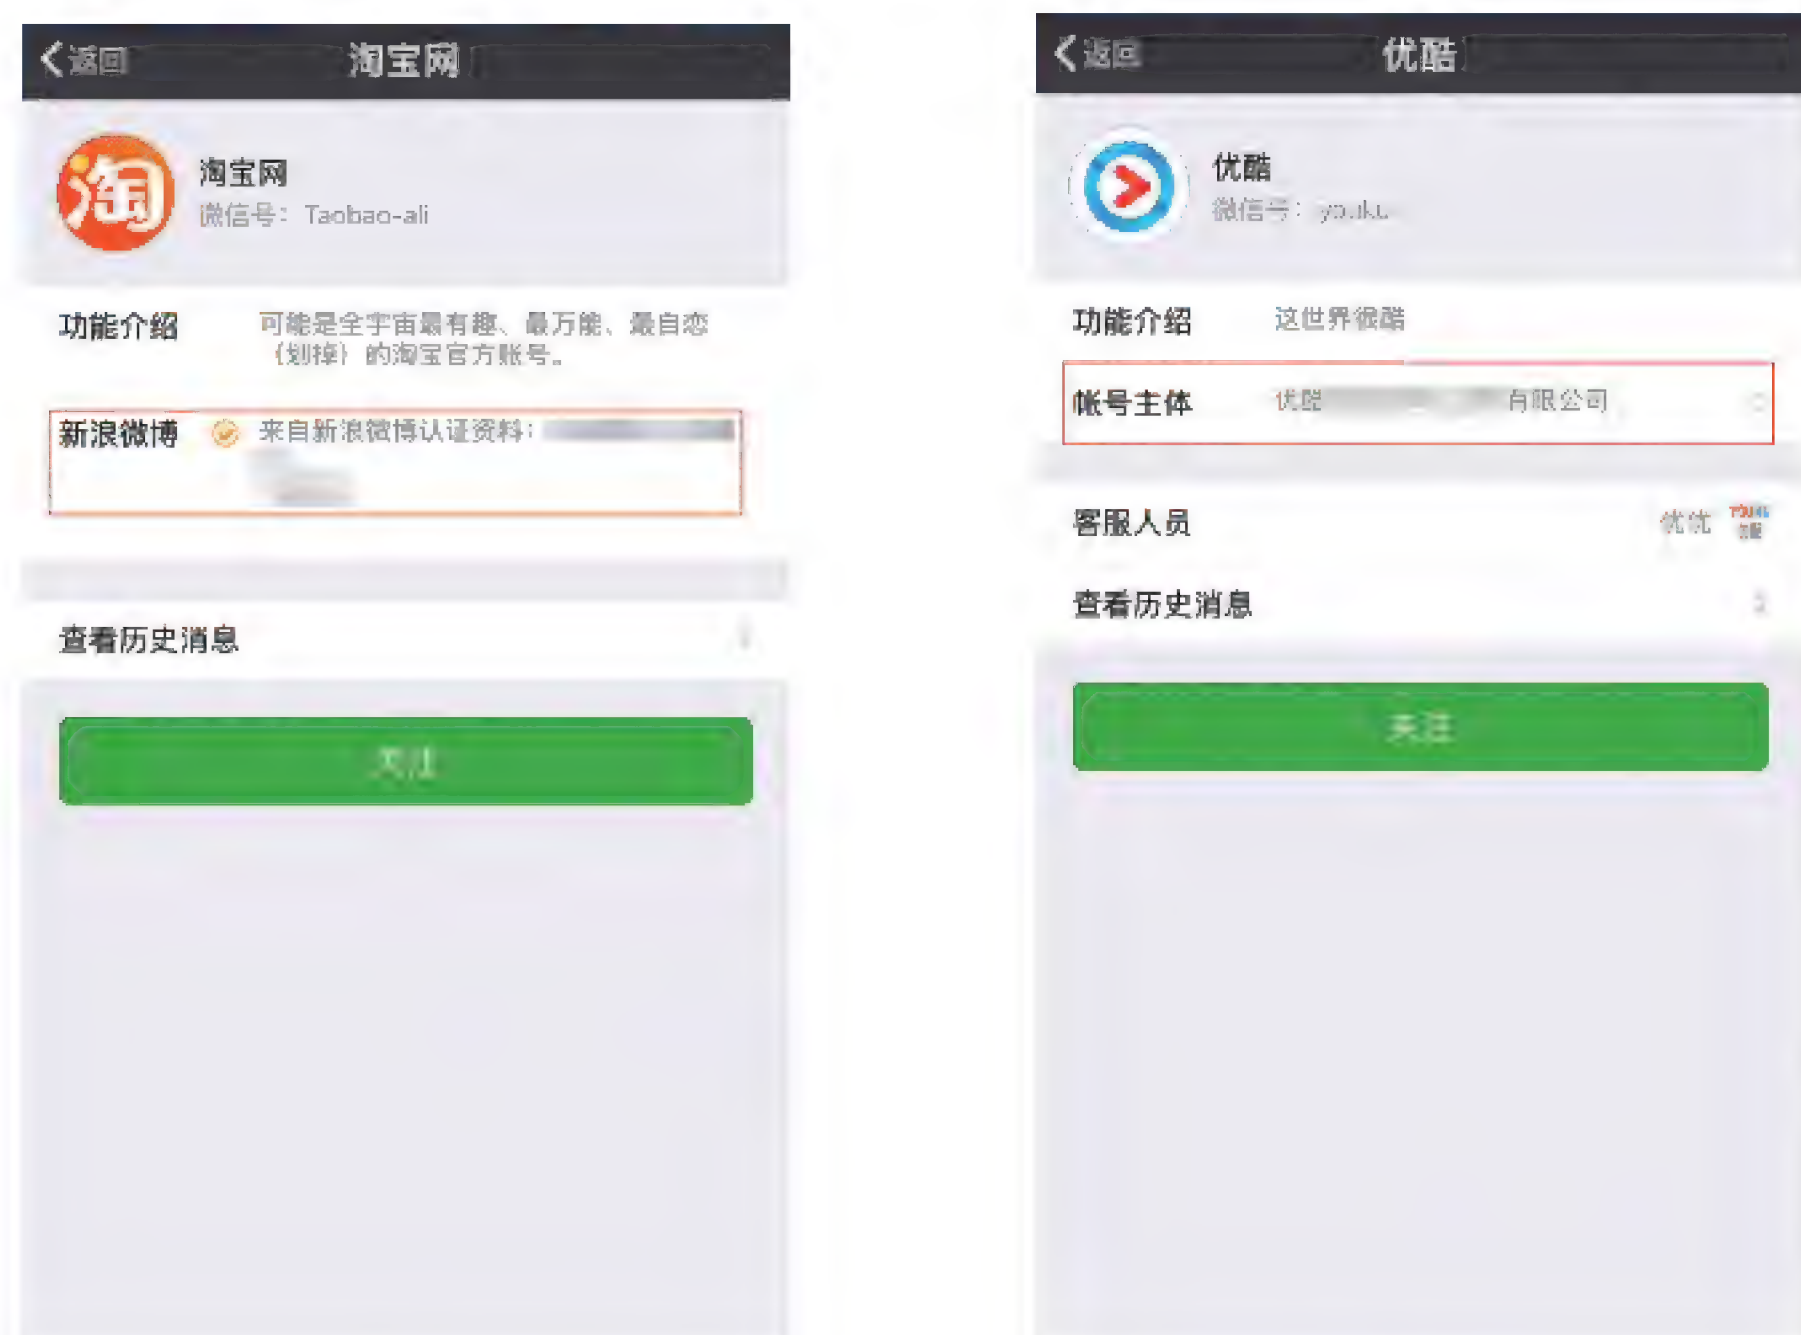 返回
淘宝网
淘
淘宝网
微信号：Taobao-ali
功能介绍
可能是全宇宙最有趣、最万能、最自恋
（划掉）的淘宝官方账号。
新浪微博
来自新浪微博认证资料：
查看历史消息
关注
返回
优酷
优酷
微信号：youku
功能介绍
这世界很酷
帐号主体
优酷
有限公司
客服人员
优优
查看历史消息
关注